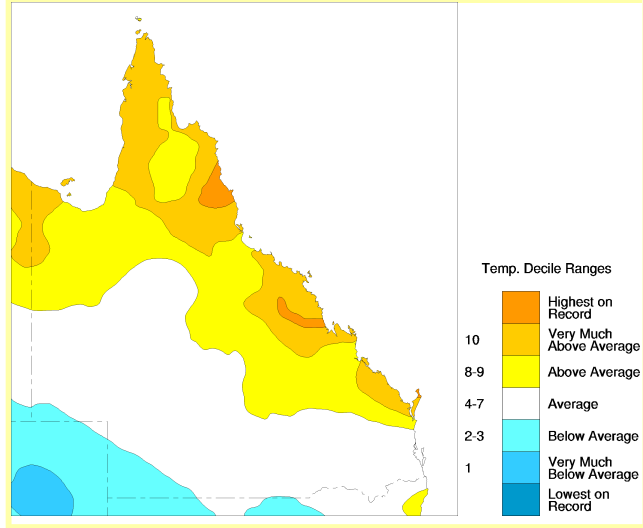 Temp. Decile Ranges
Highest on
Record
10
Very Much
Above Average
8-9
Above Average
4-7
Average
2-3
Below Average
1
Very Much
Below Average
Lowest on
Record